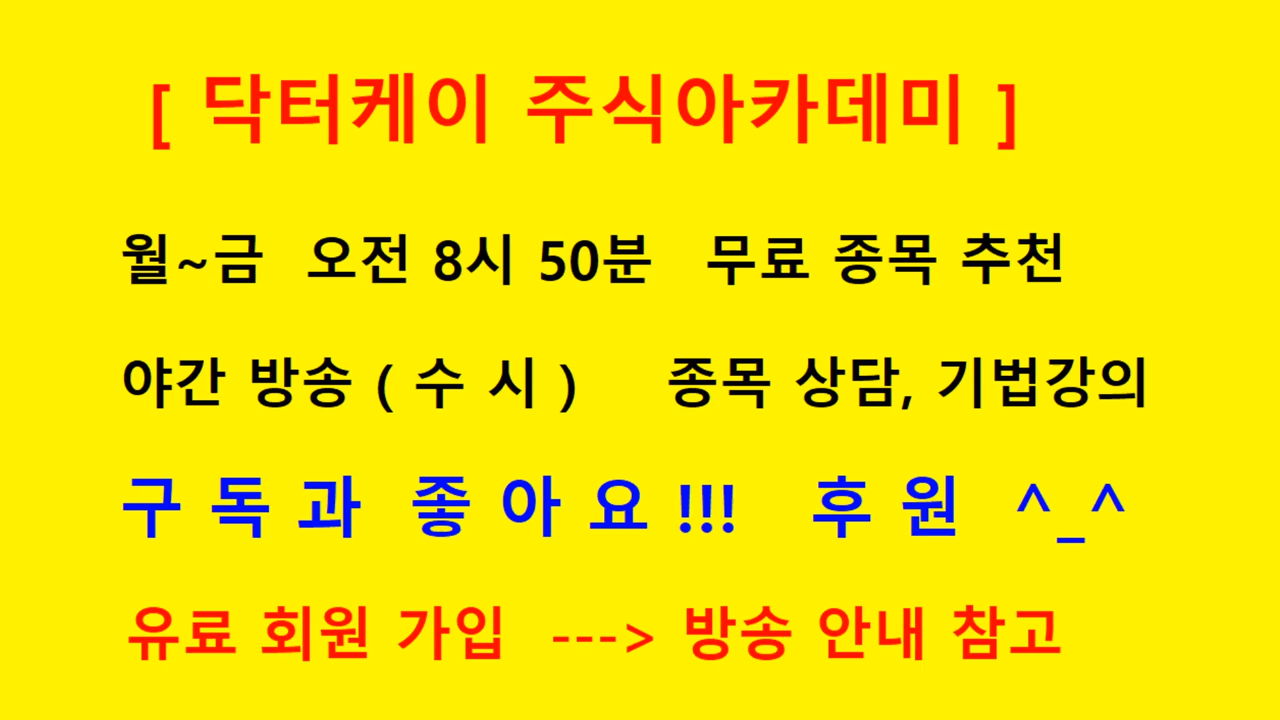 [ 닥터케이 주식아카데미 ]
월~금 오전 8시 50분 무료 종목 추천
야간 방송 ( 수 시 ) 종목 상담, 기법강의
구 독 과 좋 아 요 !!! 후 원 ^_^
유료 회원 가입 ---> 방송 안내 참고